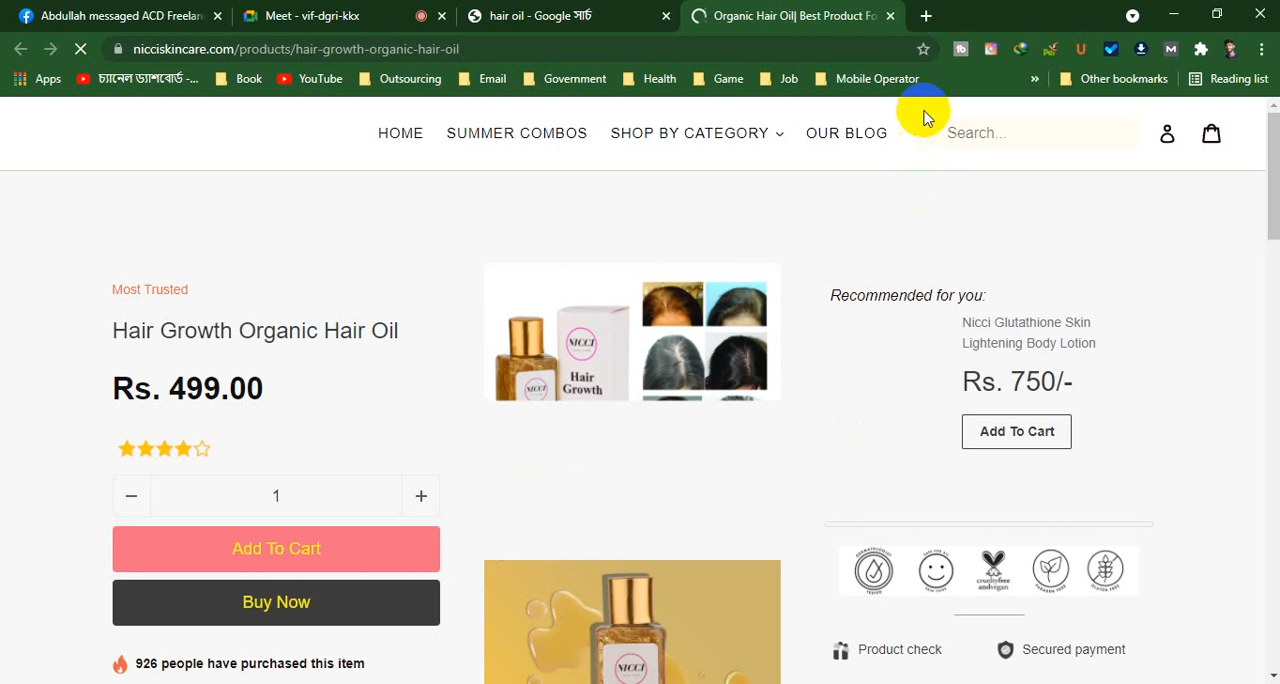 Abdullah messaged ACD Freelan
Meet - vif-dgri-kkx
hair oil - Google সার্চ
Organic Hair Oil| Best Product Fo
nicciskincare.com/products/hair-growth-organic-hair-oil
Apps
চ্যানেল ড্যাশবোর্ড -...
Book
YouTube
Outsourcing
Email
Government
Health
Game
Job
Mobile Operator
Other bookmarks
Reading list
HOME
SUMMER COMBOS
SHOP BY CATEGORY
OUR BLOG
Search...
Most Trusted
Hair Growth Organic Hair Oil
Rs. 499.00
1
Add To Cart
Buy Now
926 people have purchased this item
NICCI
Hair
Growth
NICCI
NICCI
Recommended for you:
Nicci Glutathione Skin
Lightening Body Lotion
Rs. 750/-
Add To Cart
crueltyfree
andvegan
Product check
Secured payment